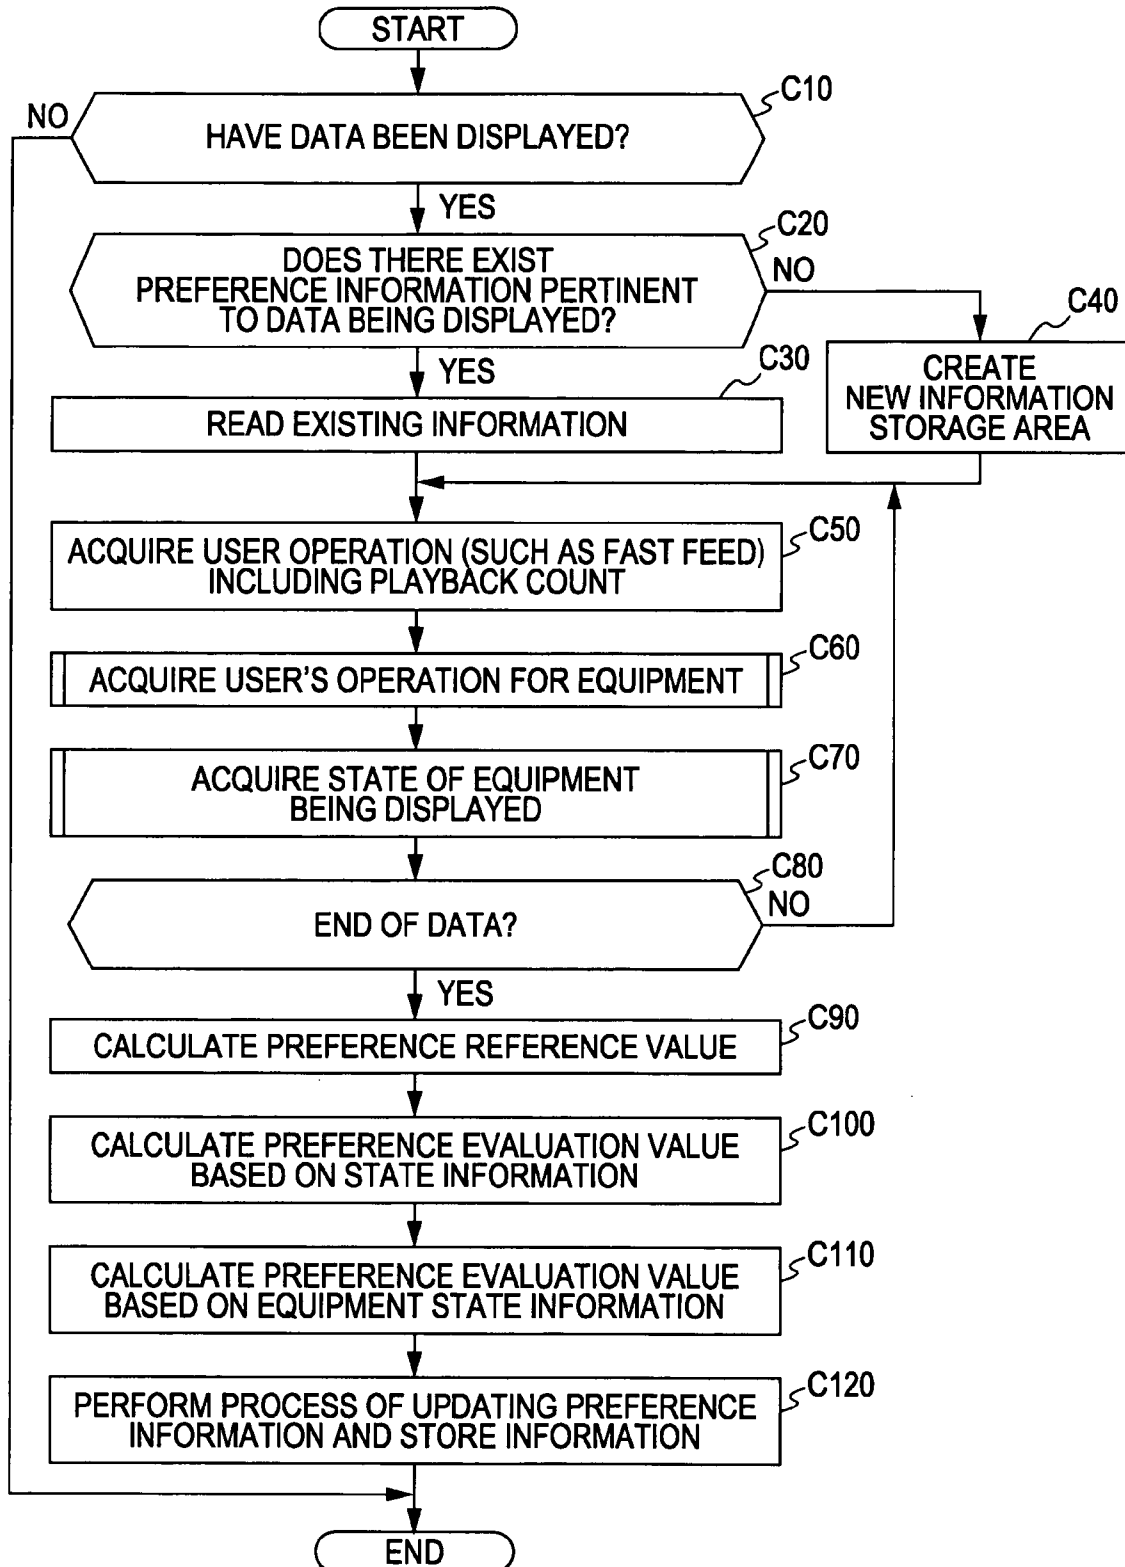 START
C10
NO
HAVE DATA BEEN DISPLAYED?
YES
C20
DOES THERE EXIST
PREFERENCE INFORMATION PERTINENT
TO DATA BEING DISPLAYED?
NO
C40
YES
C30
CREATE
NEW INFORMATION
STORAGE AREA
READ EXISTING INFORMATION
C50
ACQUIRE USER OPERATION (SUCH AS FAST FEED)
INCLUDING PLAYBACK COUNT
C60
ACQUIRE USER'S OPERATION FOR EQUIPMENT
C70
ACQUIRE STATE OF EQUIPMENT
BEING DISPLAYED
C80
NO
END OF DATA?
YES
C90
CALCULATE PREFERENCE REFERENCE VALUE
C100
CALCULATE PREFERENCE EVALUATION VALUE
BASED ON STATE INFORMATION
C110
CALCULATE PREFERENCE EVALUATION VALUE
BASED ON EQUIPMENT STATE INFORMATION
C120
PERFORM PROCESS OF UPDATING PREFERENCE
INFORMATION AND STORE INFORMATION
END